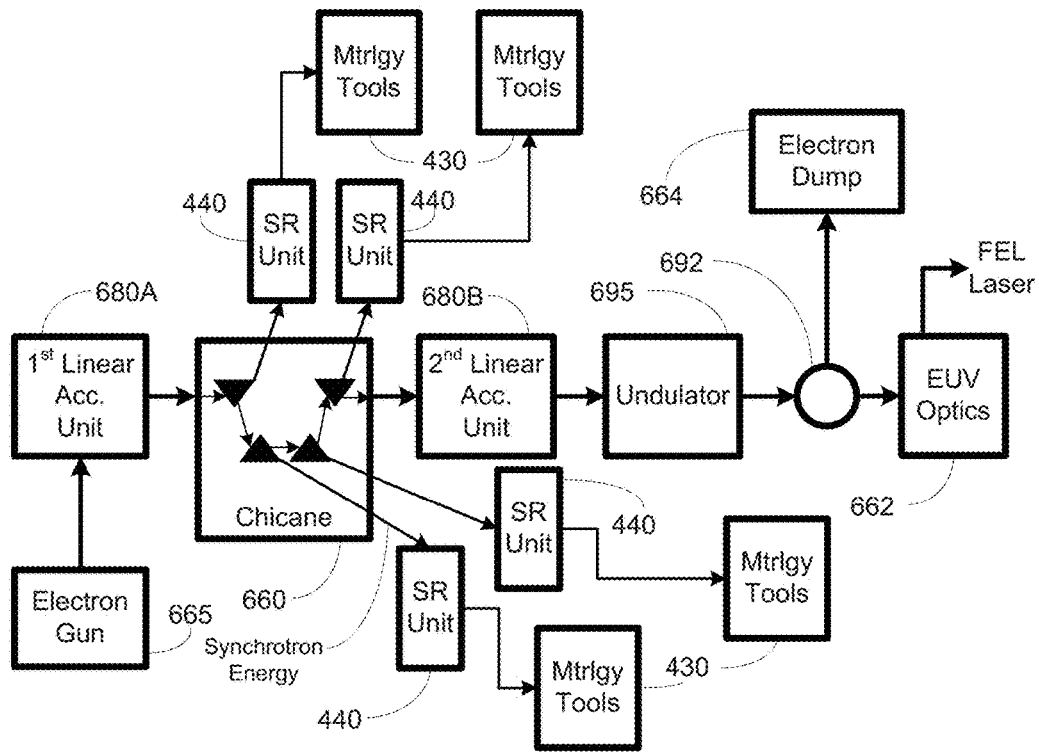 Mtrlgy
Tools
Mtrlgy
Tools
430
440
SR
Unit
SR
Unit
440
Electron
Dump
664
692
FEL
Laser
680A
680B
695
1st Linear
Acc.
Unit
2nd Linear
Acc. Unit
Undulator
EUV
Optics
Chicane
SR
Unit
440
662
Electron
Gun
665
660
Synchrotron
Energy
SR
Unit
440
Mtrlgy
Tools
Mtrlgy
Tools
430